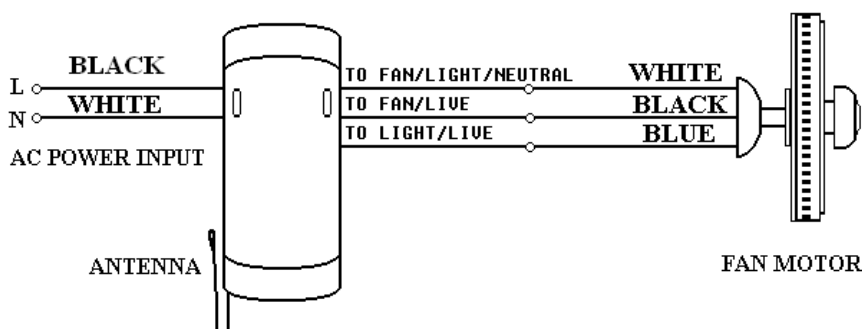 L BLACK
N WHITE
AC POWER INPUT
ANTENNA
TO FAN/LIGHT/NEUTRAL WHITE
TO FAN/LIVE BLACK
TO LIGHT/LIVE BLUE
FAN MOTOR